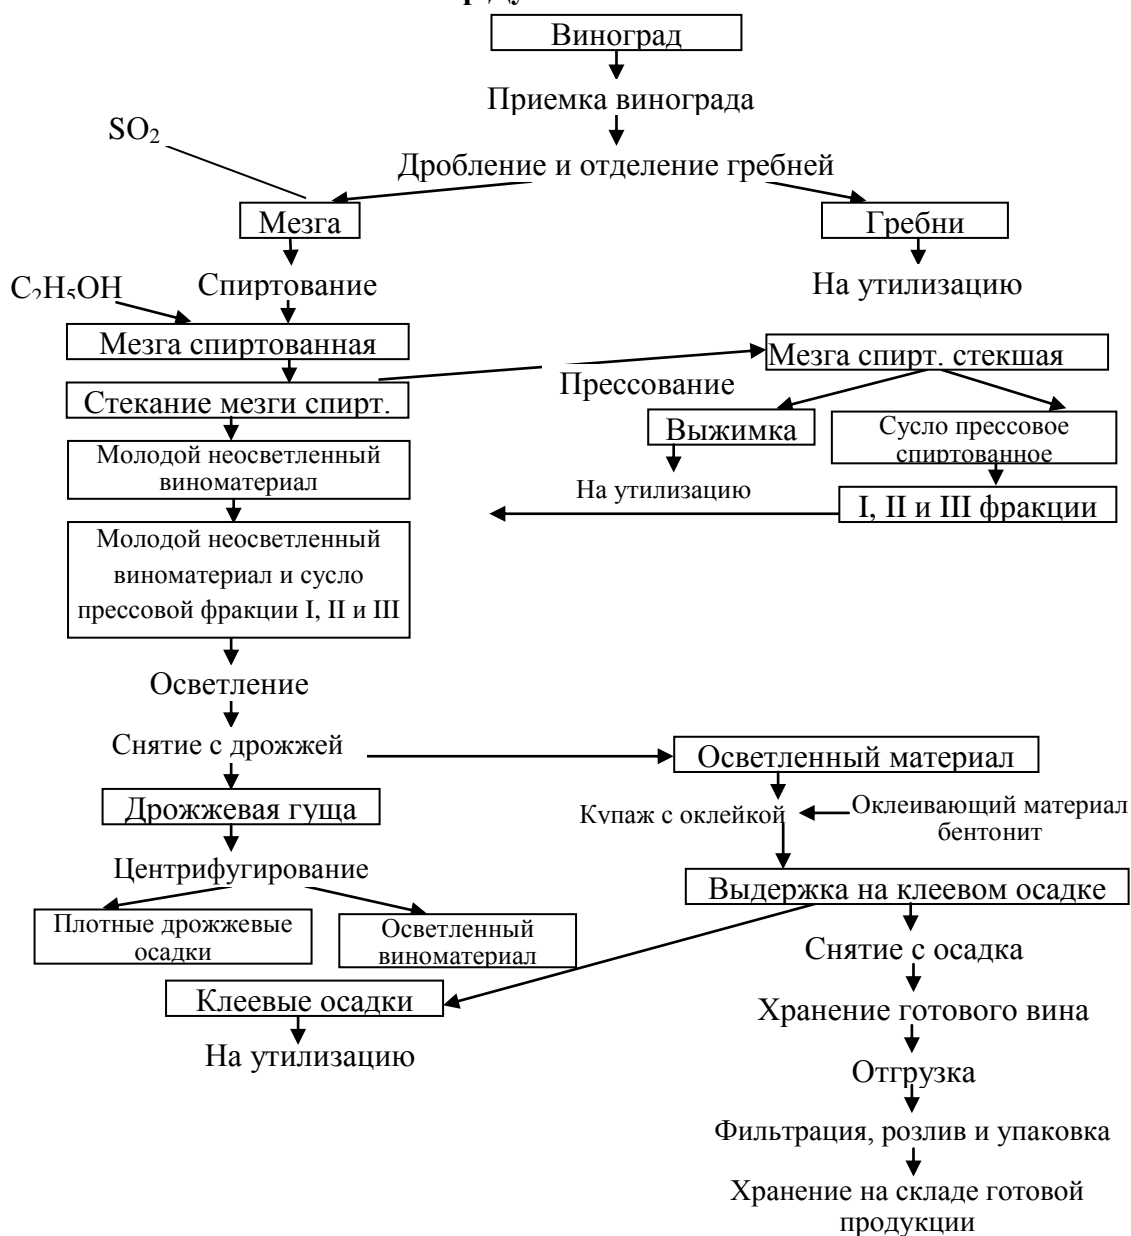 Виноград
Приемка винограда
SO₂
Дробление и отделение гребней
Мезга
Гребни
C₂H₅OH
Спиртование
На утилизацию
Мезга спиртованная
Мезга спирт. стекшая
Прессование
Стекание мезги спирт.
Выжимка
Сусло прессовое
спиртованное
Молодой неосветленный
виноматериал
На утилизацию
I, II и III фракции
Молодой неосветленный
виноматериал и сусло
прессовой фракции I, II и III
Осветление
Снятие с дрожжей
Осветленный материал
Дрожжевая гуща
Купаж с оклейкой
Оклеивающий материал
бентонит
Центрифугирование
Выдержка на клеевом осадке
Плотные дрожжевые
осадки
Осветленный
виноматериал
Снятие с осадка
Клеевые осадки
Хранение готового вина
На утилизацию
Отгрузка
Фильтрация, розлив и упаковка
Хранение на складе готовой
продукции